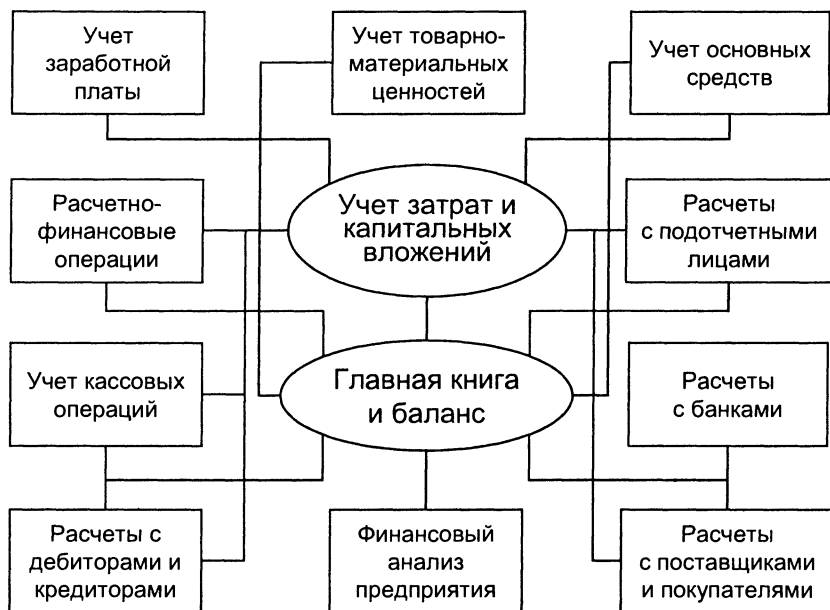 Учет
заработной
платы
Учет товарно-
материальных
ценностей
Учет основных
средств
Расчетно-
финансовые
операции
Учет затрат и
капитальных
вложений
Расчеты
с подотчетными
лицами
Учет кассовых
операций
Главная книга
и баланс
Расчеты
с банками
Расчеты с
дебиторами и
кредиторами
Финансовый
анализ
предприятия
Расчеты
с поставщиками
и покупателями